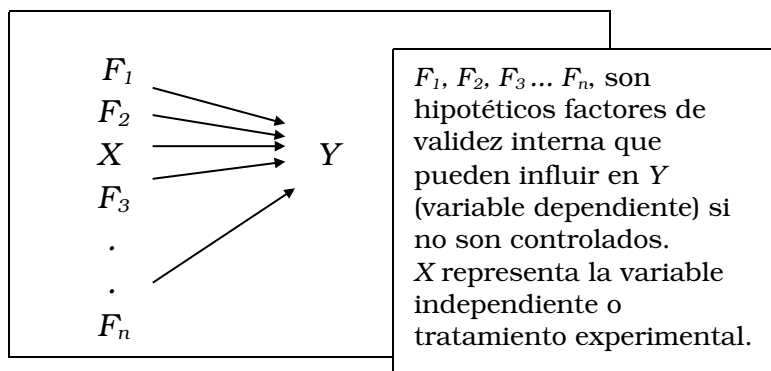 F₁
F₂
X
F₃
.
.
Fₙ
Y
F₁, F₂, F₃ ... Fₙ, son
hipotéticos factores de
validez interna que
pueden influir en Y
(variable dependiente) si
no son controlados.
X representa la variable
independiente o
tratamiento experimental.